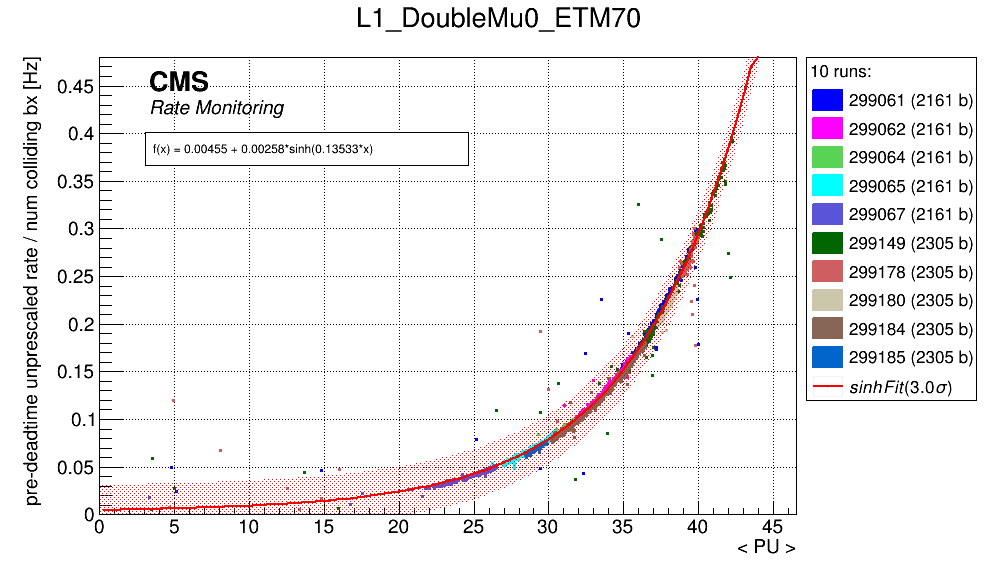 L1_DoubleMu0_ETM70
pre-deadtime unprescaled rate / num colliding bx [Hz]
CMS
Rate Monitoring
f(x) = 0.00455 + 0.00258*sinh(0.13533*x)
0.45
0.4
0.35
0.3
0.25
0.2
0.15
0.1
0.05
0
0 5 10 15 20 25 30 35 40 45
< PU >
10 runs:
299061 (2161 b)
299062 (2161 b)
299064 (2161 b)
299065 (2161 b)
299067 (2161 b)
299149 (2305 b)
299178 (2305 b)
299180 (2305 b)
299184 (2305 b)
299185 (2305 b)
sinhFit(3.0σ)